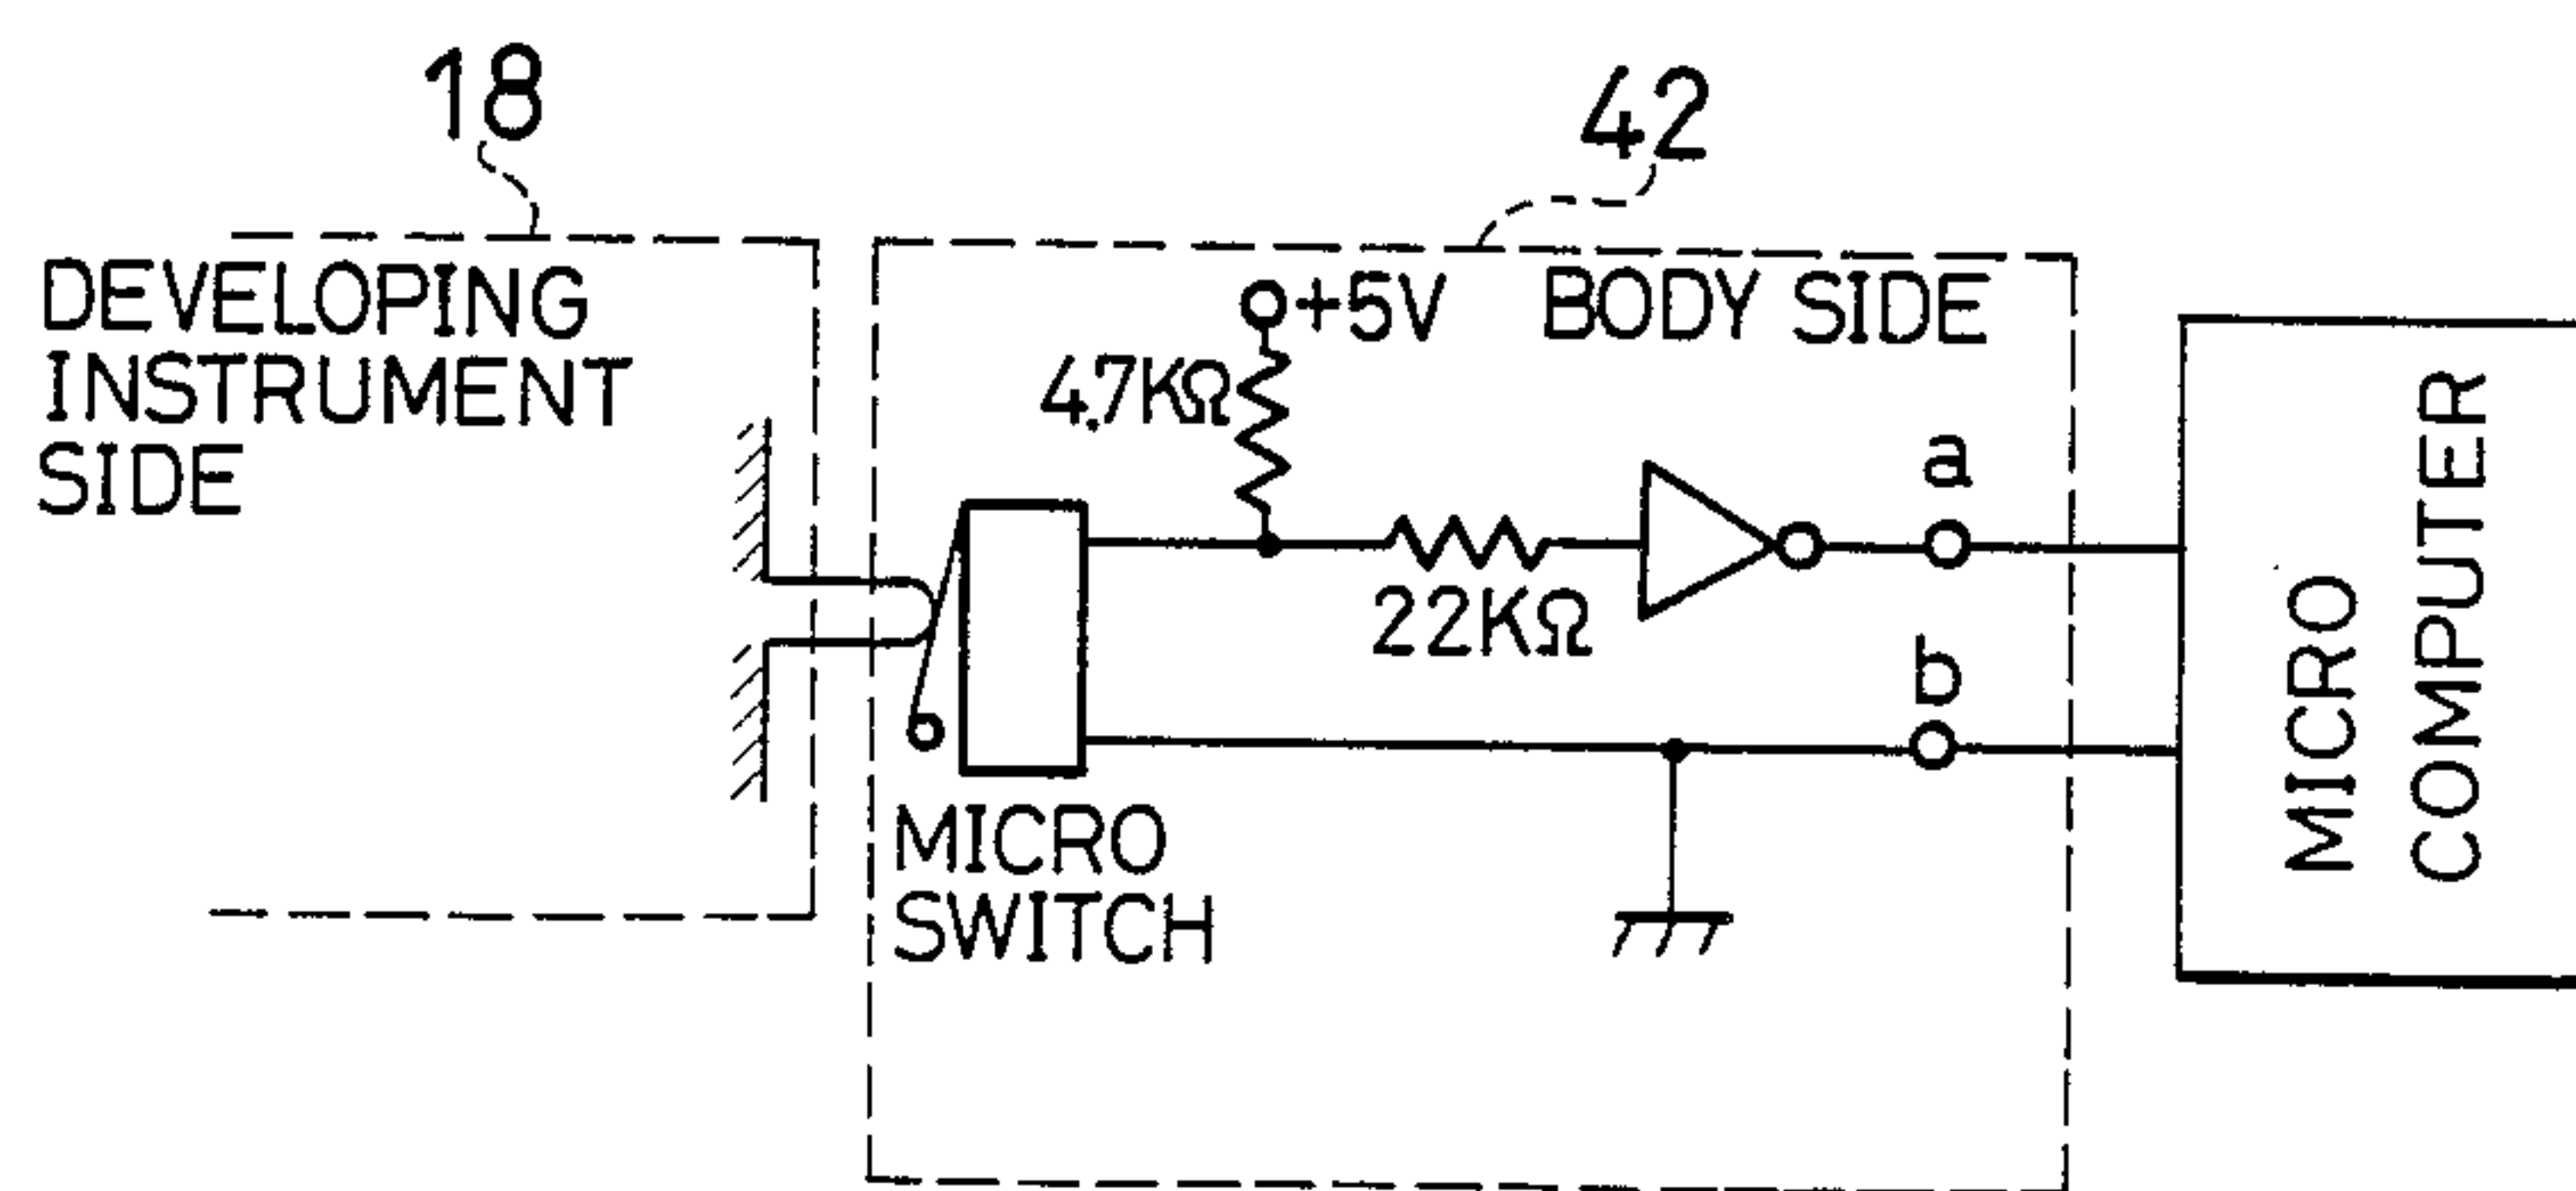 18
42
DEVELOPING
INSTRUMENT
SIDE
+5V
BODY SIDE
4.7KΩ
22KΩ
a
b
MICRO
SWITCH
MICRO
COMPUTER